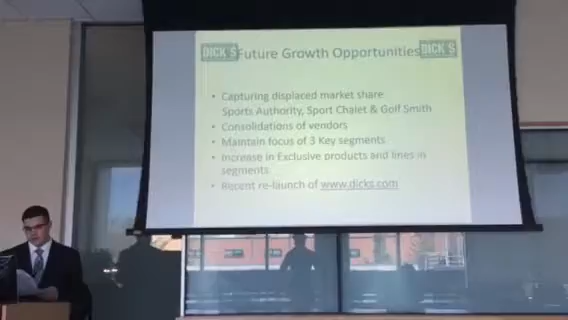 DICK'S Future Growth Opportunities DICK'S
• Capturing displaced market share
Sports Authority, Sport Chalet & Golf Smith
• Consolidations of vendors
• Maintain focus of 3 Key segments
• Increase in Exclusive products and lines in
segments
• Recent re-launch of www.dicks.com